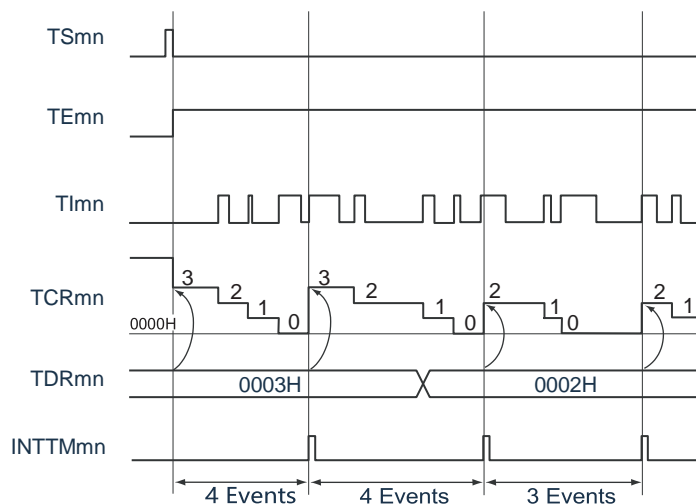 TSmn
TEmn
TImn
TCRmn
3
2
1
0
3
2
1
0
2
1
0
2
1
0000H
TDRmn
0003H
0002H
INTTMmn
4 Events
4 Events
3 Events